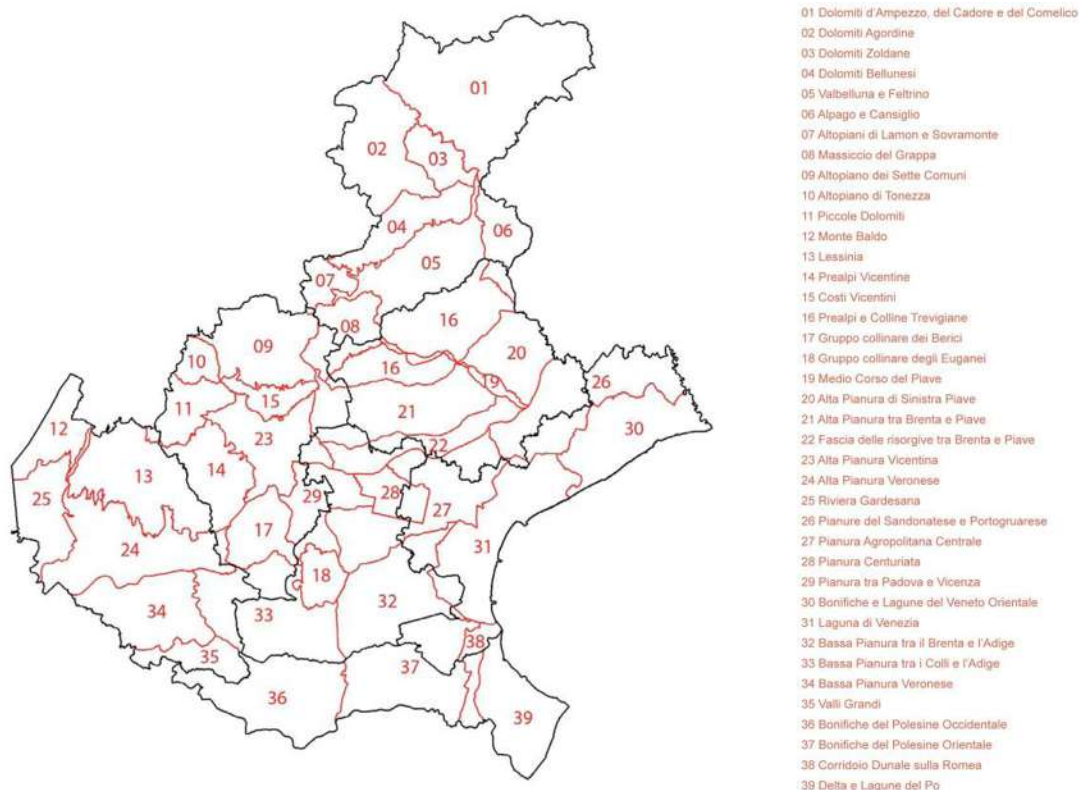 01
02
03
04
06
05
07
08
16
09
20
10
16
19
26
15
11
21
30
12
23
22
13
14
29
28
25
27
17
24
31
18
32
34
33
38
35
37
36
39
01 Dolomiti d'Ampezzo, del Cadore e del Comelico
02 Dolomiti Agordine
03 Dolomiti Zoldane
04 Dolomiti Bellunesi
05 Valbelluna e Feltrino
06 Alpago e Cansiglio
07 Altopiani di Lamon e Sovramonte
08 Massiccio del Grappa
09 Altopiano dei Sette Comuni
10 Altopiano di Tonezza
11 Piccole Dolomiti
12 Monte Baldo
13 Lessinia
14 Prealpi Vicentine
15 Costi Vicentini
16 Prealpi e Colline Trevigiane
17 Gruppo collinare dei Berici
18 Gruppo collinare degli Euganei
19 Medio Corso del Piave
20 Alta Pianura di Sinistra Piave
21 Alta Pianura tra Brenta e Piave
22 Fascia delle risorgive tra Brenta e Piave
23 Alta Pianura Vicentina
24 Alta Pianura Veronese
25 Riviera Gardesana
26 Pianure del Sandonatese e Portogruarese
27 Pianura Agropolitana Centrale
28 Pianura Centuriata
29 Pianura tra Padova e Vicenza
30 Bonifiche e Lagune del Veneto Orientale
31 Laguna di Venezia
32 Bassa Pianura tra il Brenta e l'Adige
33 Bassa Pianura tra i Colli e l'Adige
34 Bassa Pianura Veronese
35 Valli Grandi
36 Bonifiche del Polesine Occidentale
37 Bonifiche del Polesine Orientale
38 Corridoio Dunale sulla Romea
39 Delta e Lagune del Po